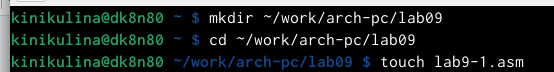 kinikulina@dk8n80 ~ $ mkdir ~/work/arch-pc/lab09
kinikulina@dk8n80 ~ $ cd ~/work/arch-pc/lab09
kinikulina@dk8n80 ~/work/arch-pc/lab09 $ touch lab9-1.asm